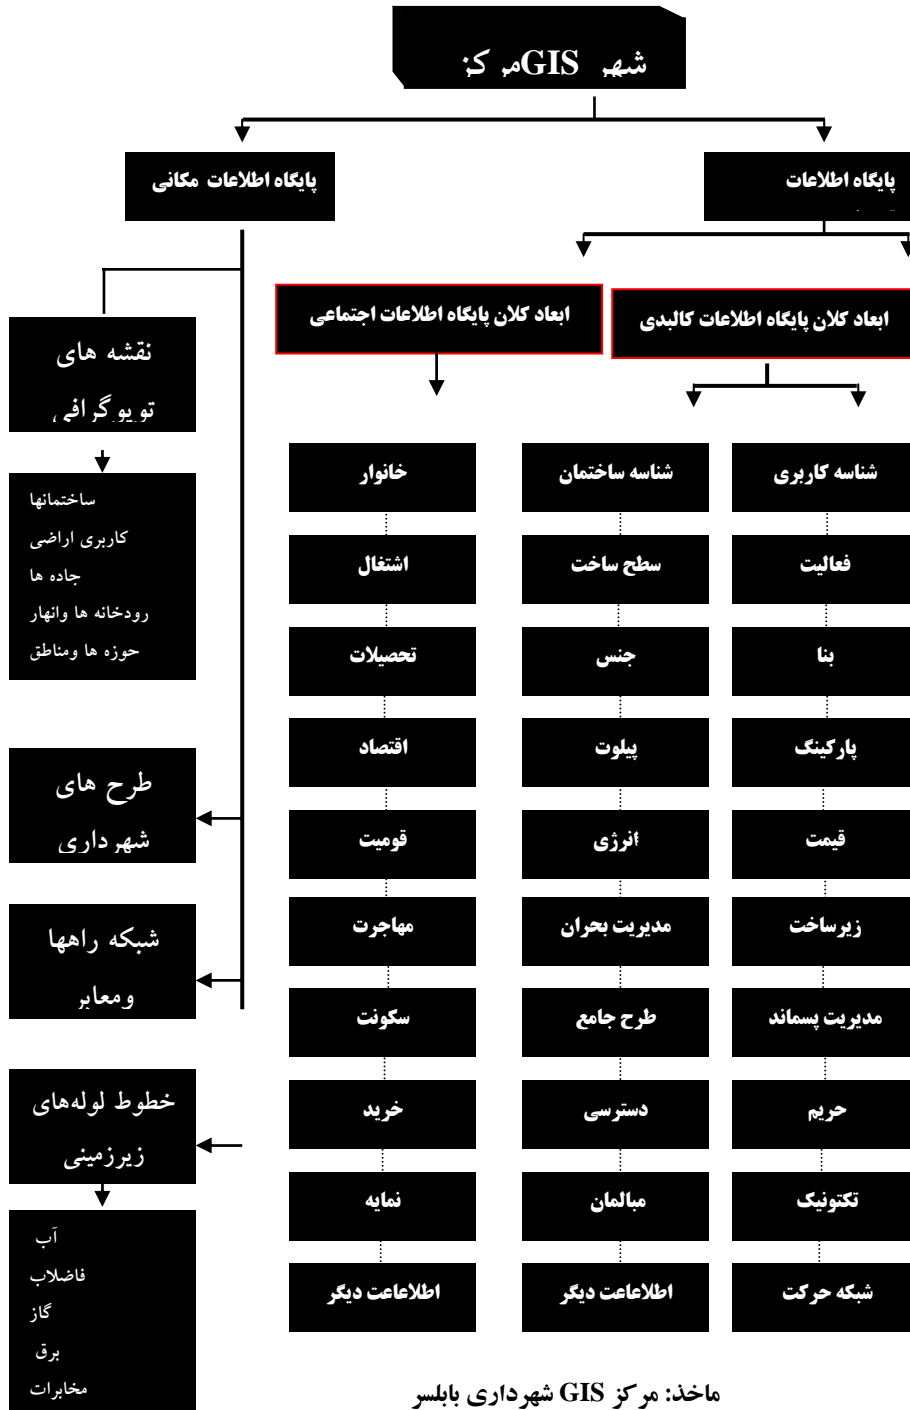 مرکز GIS شهر
پایگاه اطلاعات
پایگاه اطلاعات مکانی
ابعاد کلان پایگاه اطلاعات کالبدی
ابعاد کلان پایگاه اطلاعات اجتماعی
شناسه کاربری
فعالیت
بنا
پارکینگ
قیمت
زیرساخت
مدیریت پسماند
حریم
تکتونیک
شبکه حرکت
شناسه ساختمان
سطح ساخت
جنس
پیلوت
انرژی
مدیریت بحران
طرح جامع
دسترسی
مبالمان
اطلاعاعت دیگر
خانوار
اشتغال
تحصیلات
اقتصاد
قومیت
مهاجرت
سکونت
خرید
نمایه
اطلاعاعت دیگر
نقشه های
توپوگرافی
ساختمانها
کاربری اراضی
جاده ها
رودخانه ها وانهار
حوزه ها ومناطق
طرح های
شهرداری
شبکه راهها
ومعابر
خطوط لوله‌های
زیرزمینی
آب
فاضلاب
گاز
برق
مخابرات
ماخذ: مرکز GIS شهرداری بابلسر